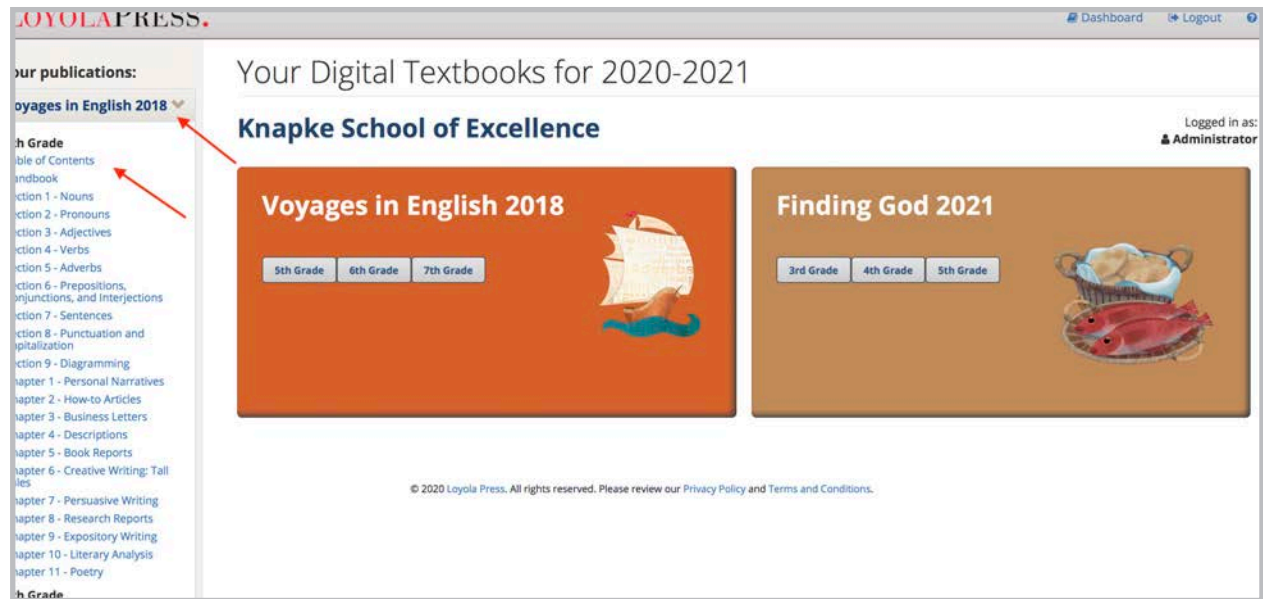 LOYOLAPRESS.
Dashboard Logout
our publications:
oyages in English 2018
h Grade
ble of Contents
andbook
ction 1 - Nouns
ction 2 - Pronouns
ction 3 - Adjectives
ction 4 - Verbs
ction 5 - Adverbs
ction 6 - Prepositions,
onjunctions, and Interjections
ction 7 - Sentences
ction 8 - Punctuation and
pitalization
ction 9 - Diagramming
hapter 1 - Personal Narratives
hapter 2 - How-to Articles
hapter 3 - Business Letters
hapter 4 - Descriptions
hapter 5 - Book Reports
hapter 6 - Creative Writing: Tall
les
hapter 7 - Persuasive Writing
hapter 8 - Research Reports
hapter 9 - Expository Writing
hapter 10 - Literary Analysis
hapter 11 - Poetry
h Grade
Your Digital Textbooks for 2020-2021
Knapke School of Excellence
Logged in as:
Administrator
Voyages in English 2018
5th Grade 6th Grade 7th Grade
Finding God 2021
3rd Grade 4th Grade 5th Grade
© 2020 Loyola Press. All rights reserved. Please review our Privacy Policy and Terms and Conditions.